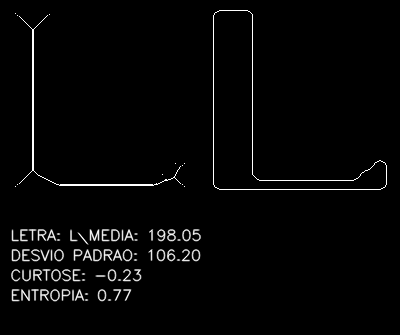 L L
LETRA: L\MEDIA: 198.05
DESVIO PADRAO: 106.20
CURTOSE: -0.23
ENTROPIA: 0.77